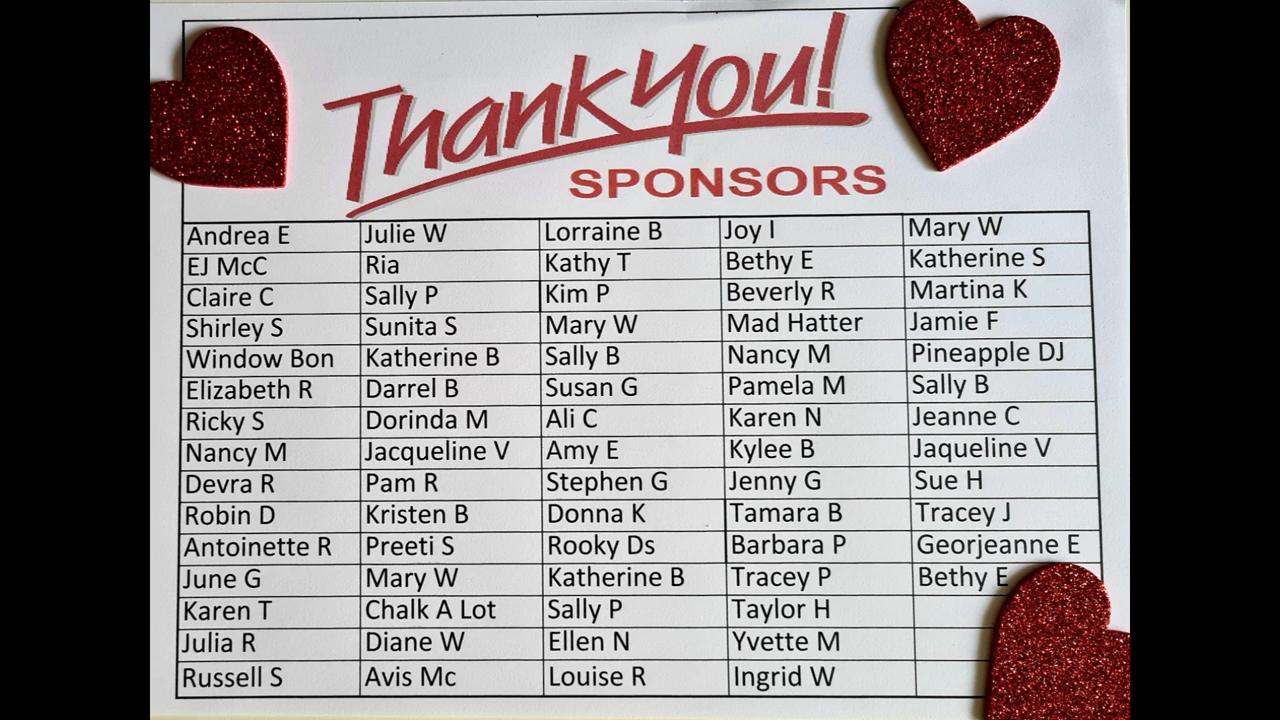 Thank You!
SPONSORS
Andrea E Julie W Lorraine B Joy I Mary W
EJ McC Ria Kathy T Bethy E Katherine S
Claire C Sally P Kim P Beverly R Martina K
Shirley S Sunita S Mary W Mad Hatter Jamie F
Window Bon Katherine B Sally B Nancy M Pineapple DJ
Elizabeth R Darrel B Susan G Pamela M Sally B
Ricky S Dorinda M Ali C Karen N Jeanne C
Nancy M Jacqueline V Amy E Kylee B Jaqueline V
Devra R Pam R Stephen G Jenny G Sue H
Robin D Kristen B Donna K Tamara B Tracey J
Antoinette R Preeti S Rooky Ds Barbara P Georjeanne E
June G Mary W Katherine B Tracey P Bethy E
Karen T Chalk A Lot Sally P Taylor H
Julia R Diane W Ellen N Yvette M
Russell S Avis Mc Louise R Ingrid W